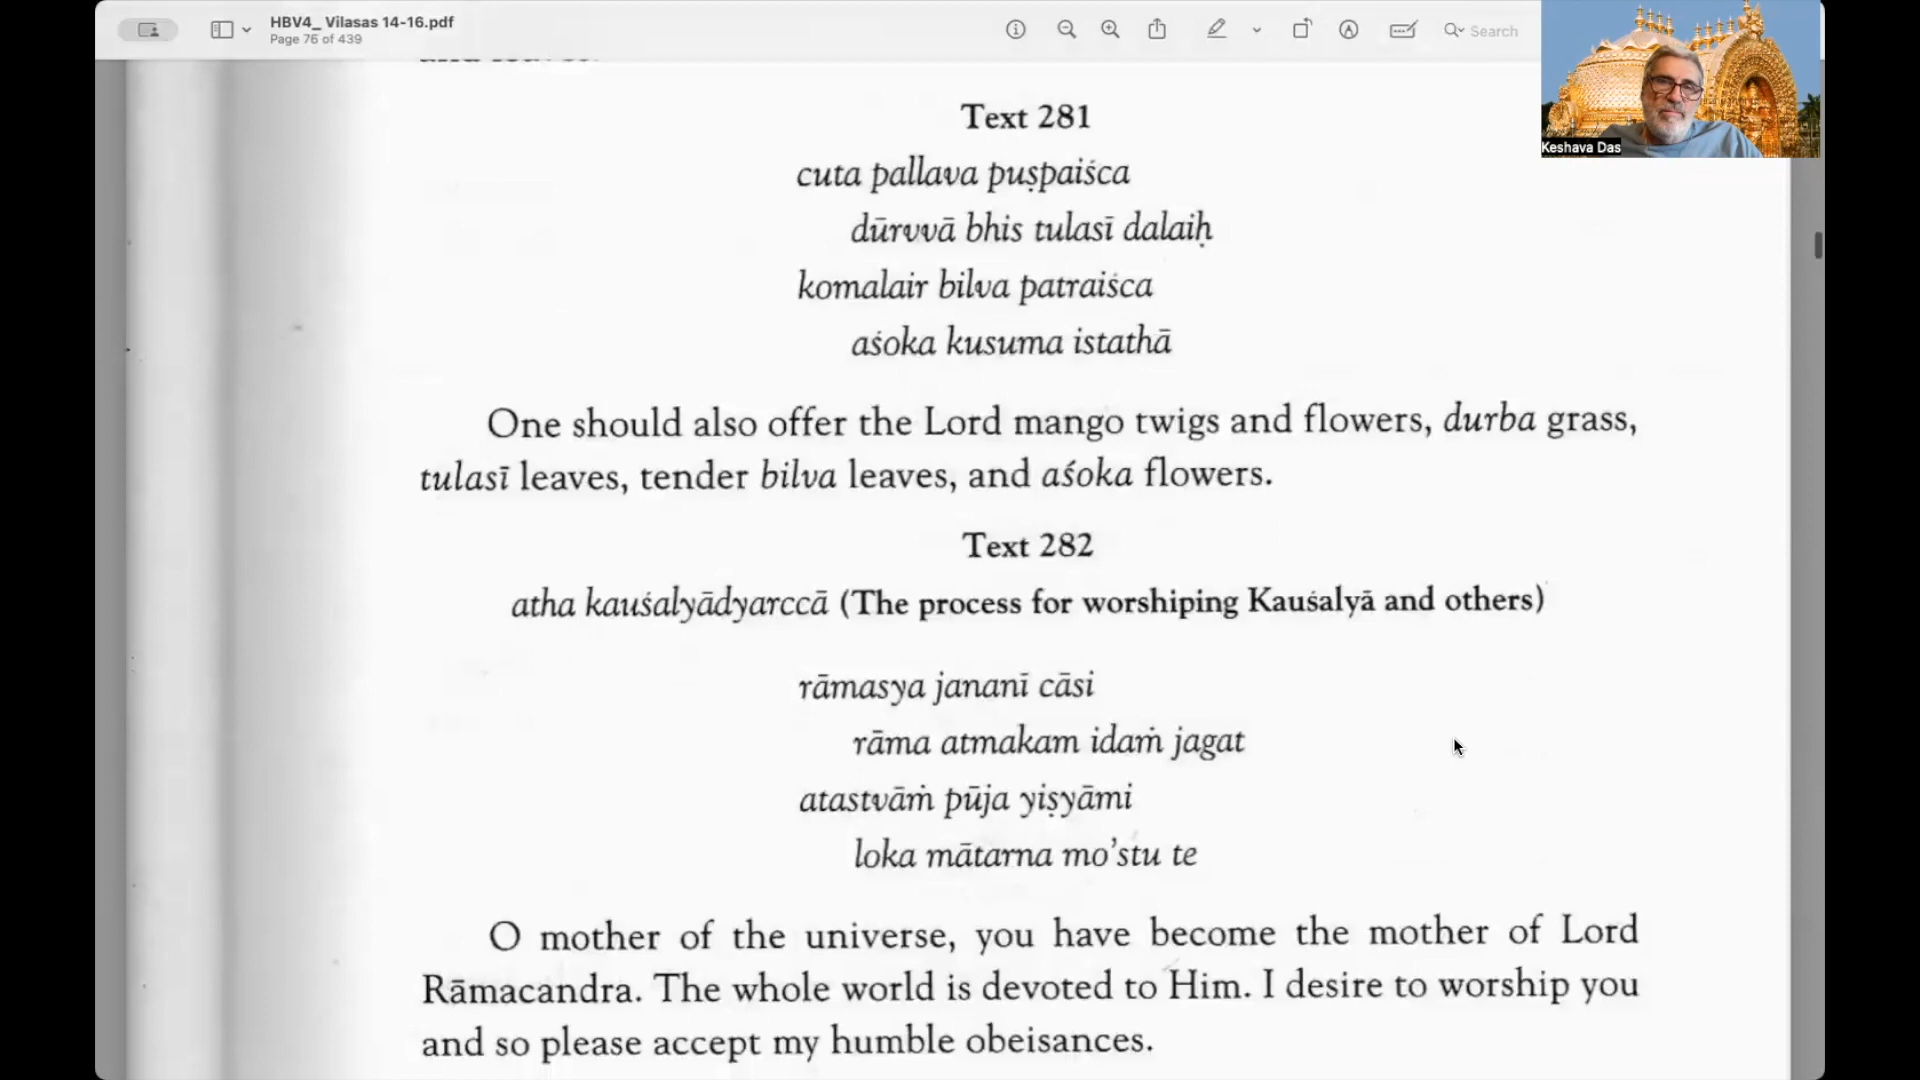 HBV4_ Vilasas 14-16.pdf
Page 76 of 439
Search
Keshava Das
Text 281
cuta pallava puṣpaiśca
dūrvvā bhis tulasī dalaiḥ
komalair bilva patraiśca
aśoka kusuma istathā
One should also offer the Lord mango twigs and flowers, durba grass,
tulasī leaves, tender bilva leaves, and aśoka flowers.
Text 282
atha kauśalyādyarccā (The process for worshiping Kauśalyā and others)
rāmasya jananī cāsi
rāma atmakam idaṁ jagat
atastvāṁ pūja yiṣyāmi
loka mātarna mo'stu te
O mother of the universe, you have become the mother of Lord
Rāmacandra. The whole world is devoted to Him. I desire to worship you
and so please accept my humble obeisances.